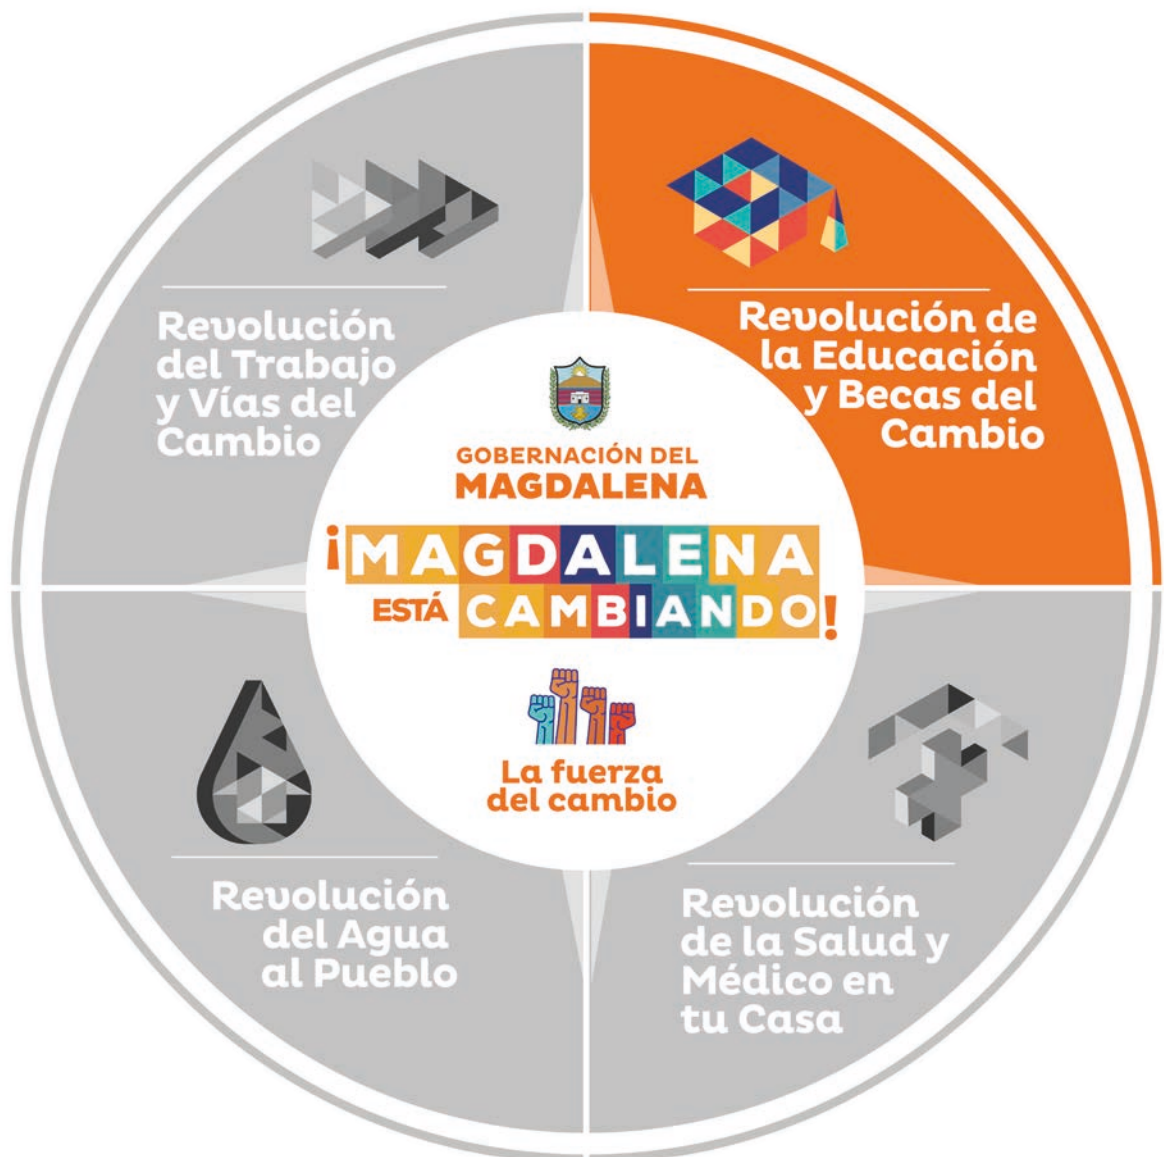 Revolución
del Trabajo
y Vías del
Cambio
Revolución de
la Educación
y Becas del
Cambio
GOBERNACIÓN DEL
MAGDALENA
¡MAGDALENA
ESTÁ CAMBIANDO!
La fuerza
del cambio
Revolución
del Agua
al Pueblo
Revolución
de la Salud y
Médico en
tu Casa